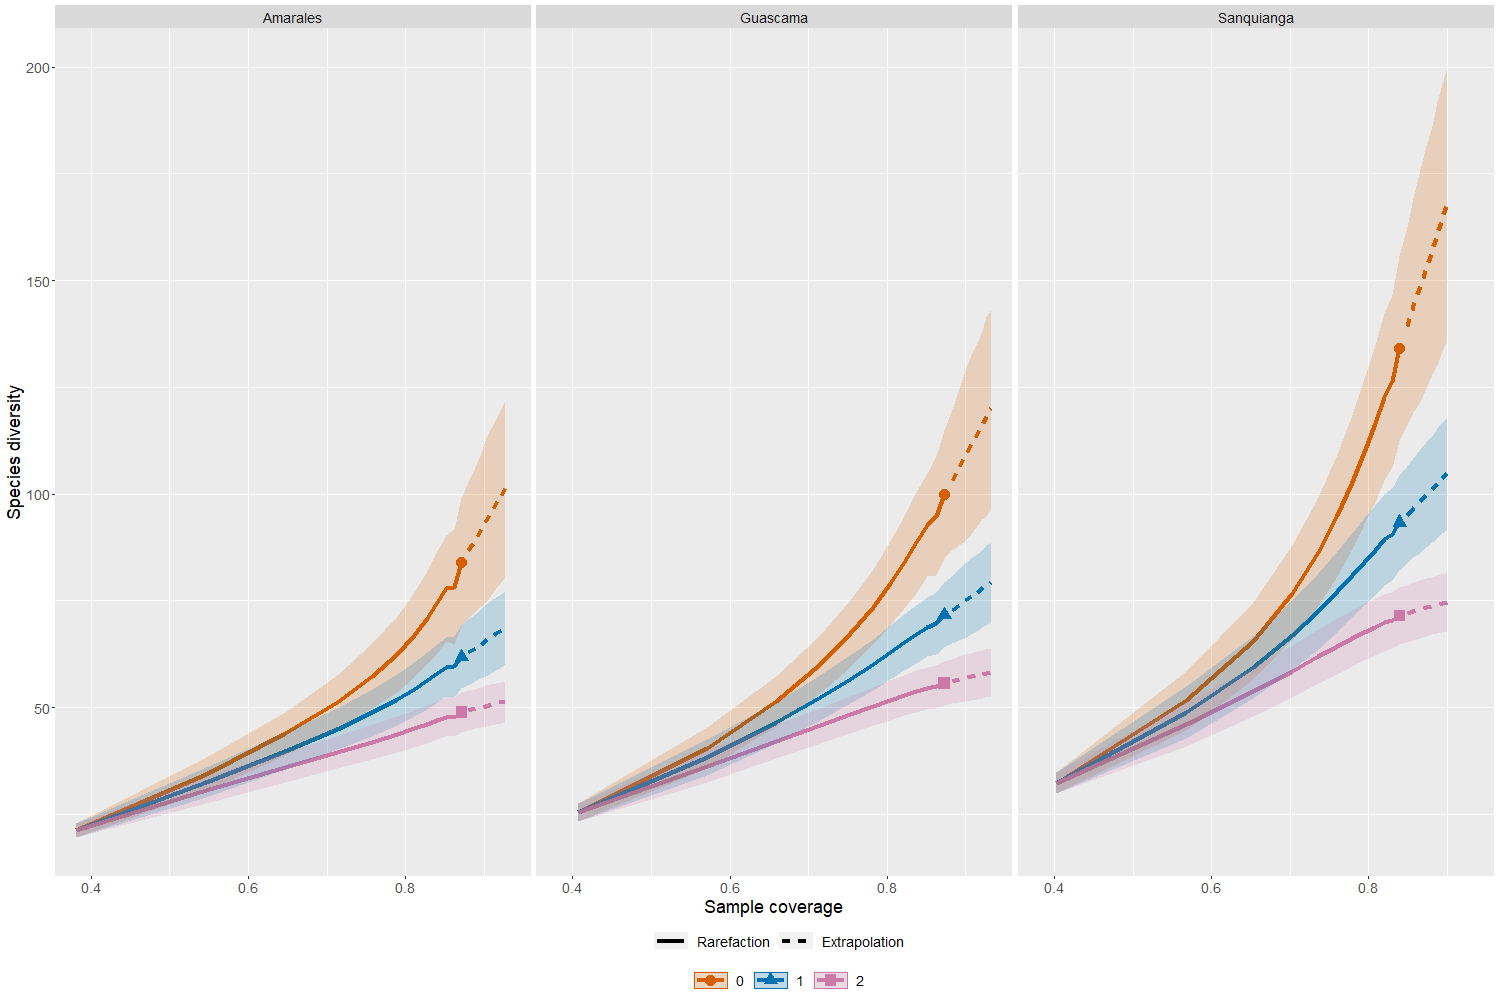 Amarales Guascama Sanquianga
200
150
100
50
Species diversity
0.4 0.6 0.8 0.4 0.6 0.8 0.4 0.6 0.8
Sample coverage
Rarefaction Extrapolation
0 1 2